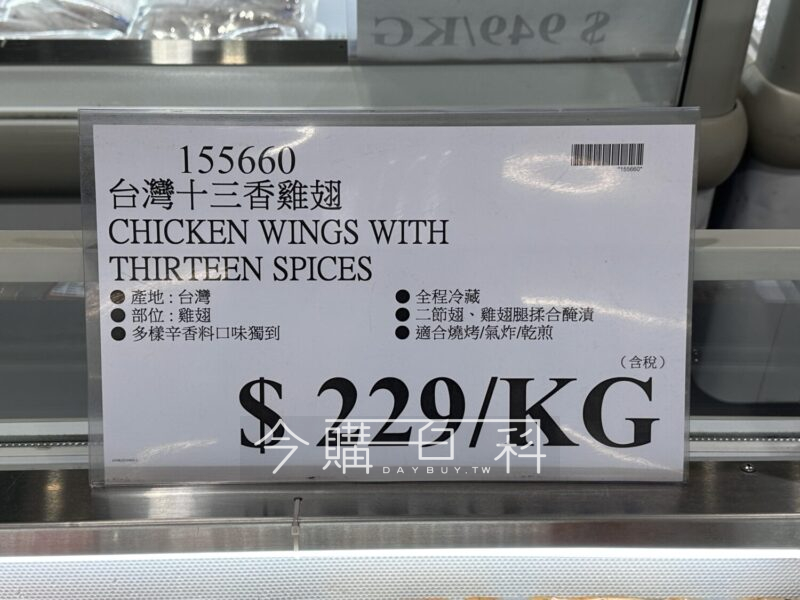 $ 949/KG
155660
*155660*
台灣十三香雞翅
CHICKEN WINGS WITH
THIRTEEN SPICES
● 產地：台灣
● 部位：雞翅
● 多樣辛香料口味獨到
● 全程冷藏
● 二節翅、雞翅腿揉合醃漬
● 適合燒烤/氣炸/乾煎
（含稅）
$ 229/KG
今購百科
DAYBUY.TW